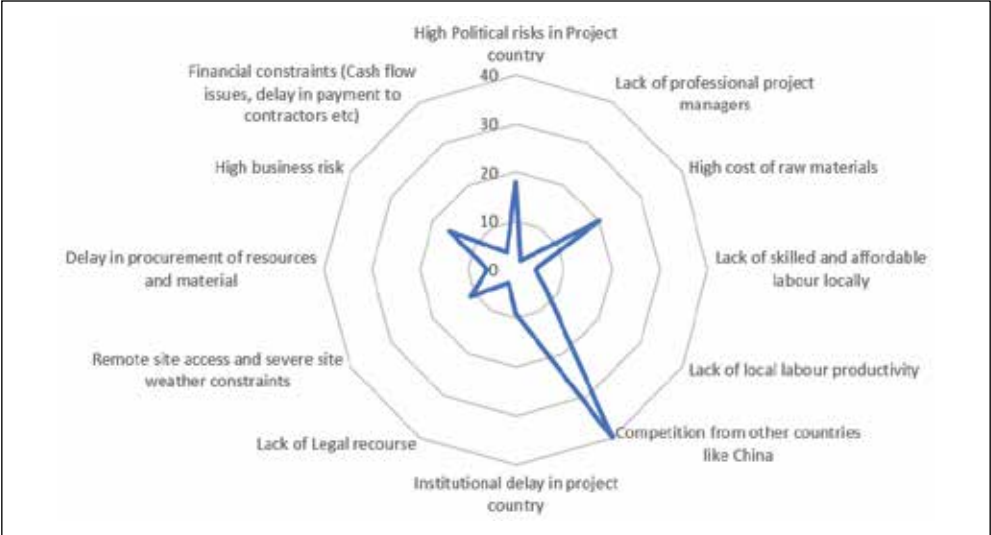 High Political risks in Project
country
Lack of professional project
managers
High cost of raw materials
Lack of skilled and affordable
labour locally
Lack of local labour productivity
Competition from other countries
like China
Institutional delay in project
country
Lack of Legal recourse
Remote site access and severe site
weather constraints
Delay in procurement of resources
and material
High business risk
Financial constraints (Cash flow
issues, delay in payment to
contractors etc)
40
30
20
10
0